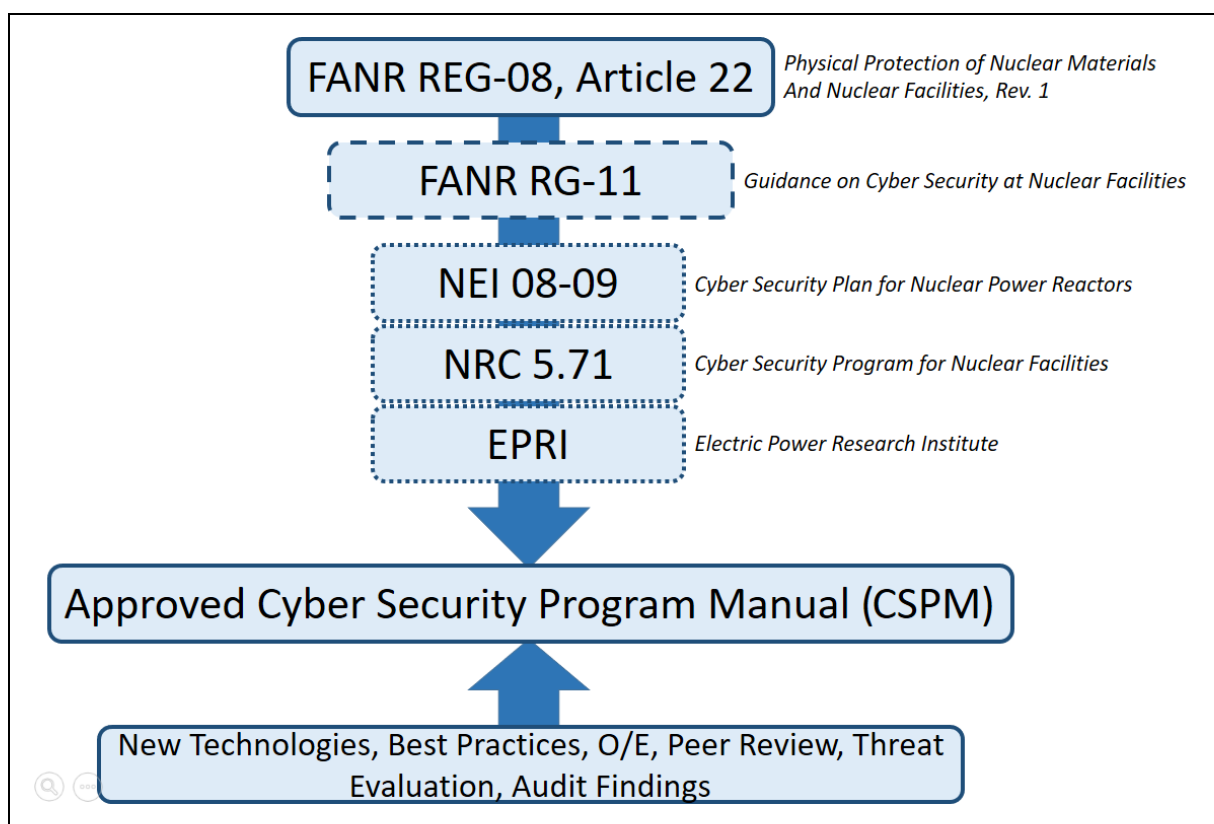 FANR REG-08, Article 22
Physical Protection of Nuclear Materials
And Nuclear Facilities, Rev. 1
FANR RG-11
Guidance on Cyber Security at Nuclear Facilities
NEI 08-09
Cyber Security Plan for Nuclear Power Reactors
NRC 5.71
Cyber Security Program for Nuclear Facilities
EPRI
Electric Power Research Institute
Approved Cyber Security Program Manual (CSPM)
New Technologies, Best Practices, O/E, Peer Review, Threat
Evaluation, Audit Findings